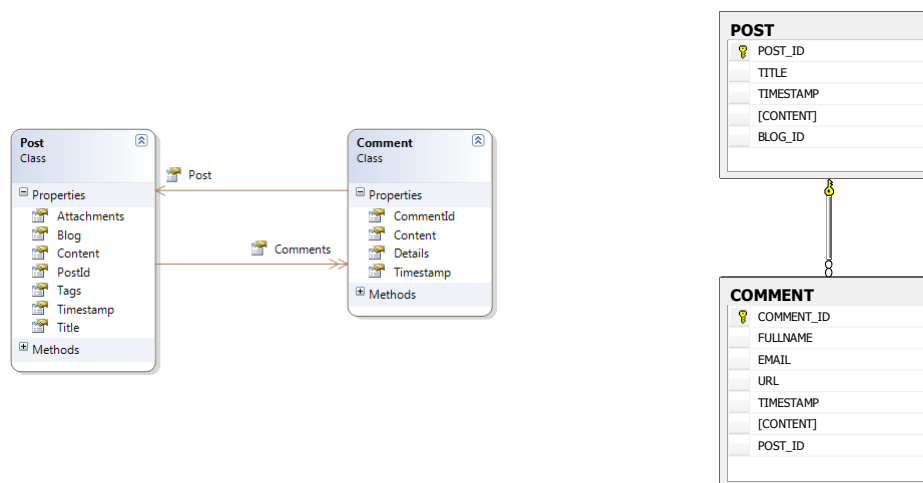 Post
Class
Properties
Attachments
Blog
Content
PostId
Tags
Timestamp
Title
Methods
Post
Comments
Comment
Class
Properties
CommentId
Content
Details
Timestamp
Methods
POST
POST_ID
TITLE
TIMESTAMP
[CONTENT]
BLOG_ID
COMMENT
COMMENT_ID
FULLNAME
EMAIL
URL
TIMESTAMP
[CONTENT]
POST_ID